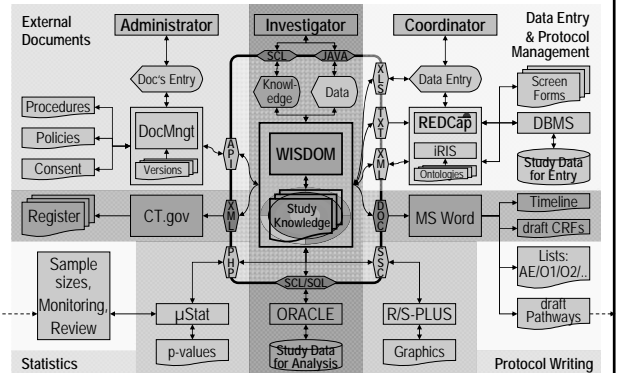 External
Documents
Administrator
Investigator
Coordinator
Data Entry
& Protocol
Management
SCL
JAVA
Doc's Entry
Knowl-
edge
Data
XLS
Data Entry
Screen
Forms
Procedures
Policies
Consent
DocMngt
Versions
API
WISDOM
TXT
XML
REDCap
iRIS
Ontologies
DBMS
Study Data
for Entry
Register
CT.gov
XML
Study
Knowledge
DOC
MS Word
Timeline
draft CRFs
Lists:
AE/O1/O2/..
draft
Pathways
Sample
sizes,
Monitoring,
Review
PHP
SSC
SCL/SQL
µStat
ORACLE
R/S-PLUS
p-values
Study Data
for Analysis
Graphics
Statistics
Protocol Writing